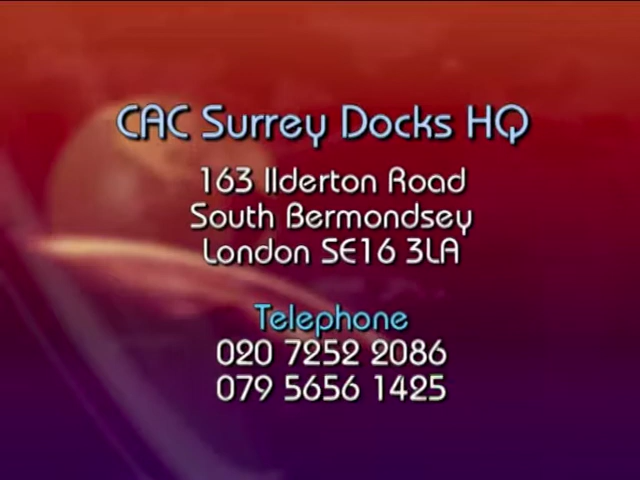 CAC Surrey Docks HQ
163 Ilderton Road
South Bermondsey
London SE16 3LA
Telephone
020 7252 2086
079 5656 1425